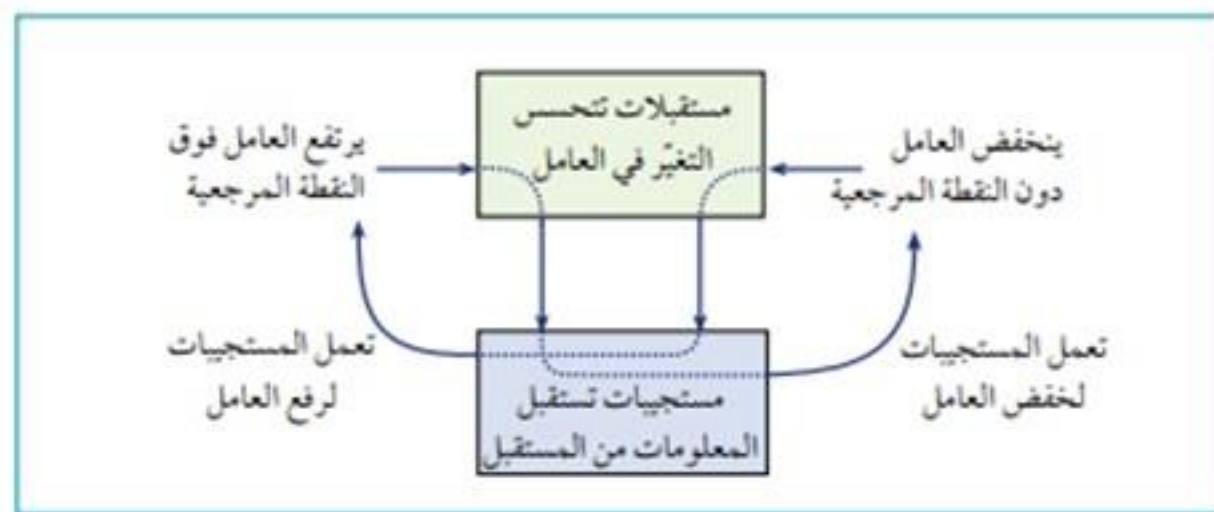 مستقبلات تتحسس
التغيّر في العامل
ينخفض العامل
دون النقطة المرجعية
يرتفع العامل فوق
النقطة المرجعية
تعمل المستجيبات
لخفض العامل
تعمل المستجيبات
لرفع العامل
مستجيبات تستقبل
المعلومات من المستقبل